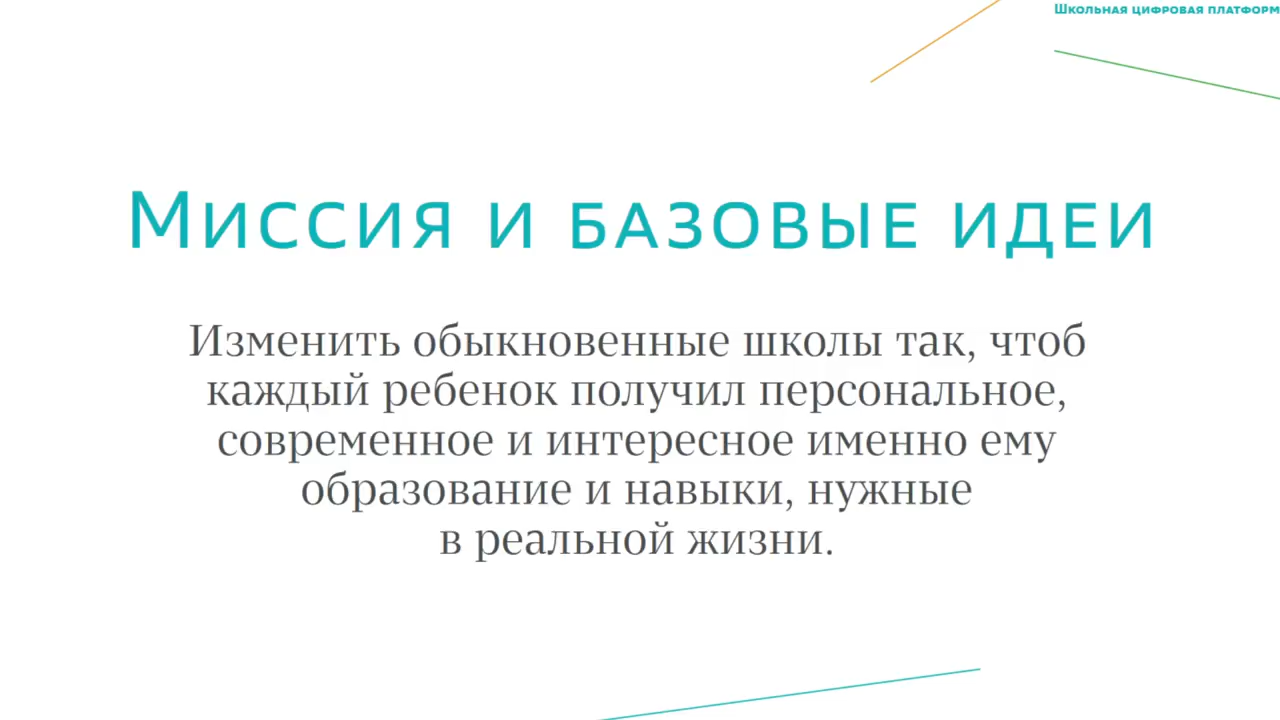 Школьная цифровая платформ
Миссия и базовые идеи
Изменить обыкновенные школы так, чтоб
каждый ребенок получил персональное,
современное и интересное именно ему
образование и навыки, нужные
в реальной жизни.